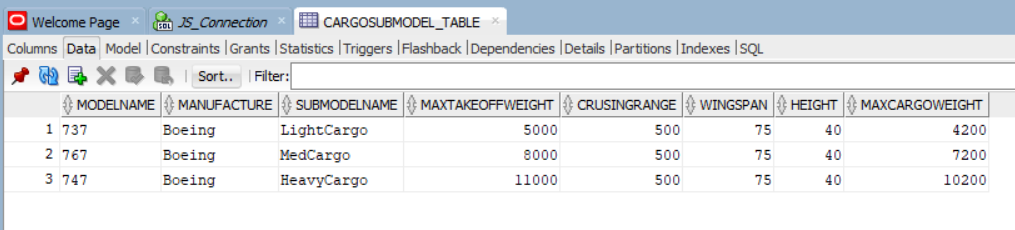 Welcome Page JS_Connection CARGOSUBMODEL_TABLE
Columns Data Model Constraints Grants Statistics Triggers Flashback Dependencies Details Partitions Indexes SQL
Sort.. Filter:
MODELNAME MANUFACTURE SUBMODELNAME MAXTAKEOFFWEIGHT CRUSINGRANGE WINGSPAN HEIGHT MAXCARGOWEIGHT
1 737 Boeing LightCargo 5000 500 75 40 4200
2 767 Boeing MedCargo 8000 500 75 40 7200
3 747 Boeing HeavyCargo 11000 500 75 40 10200